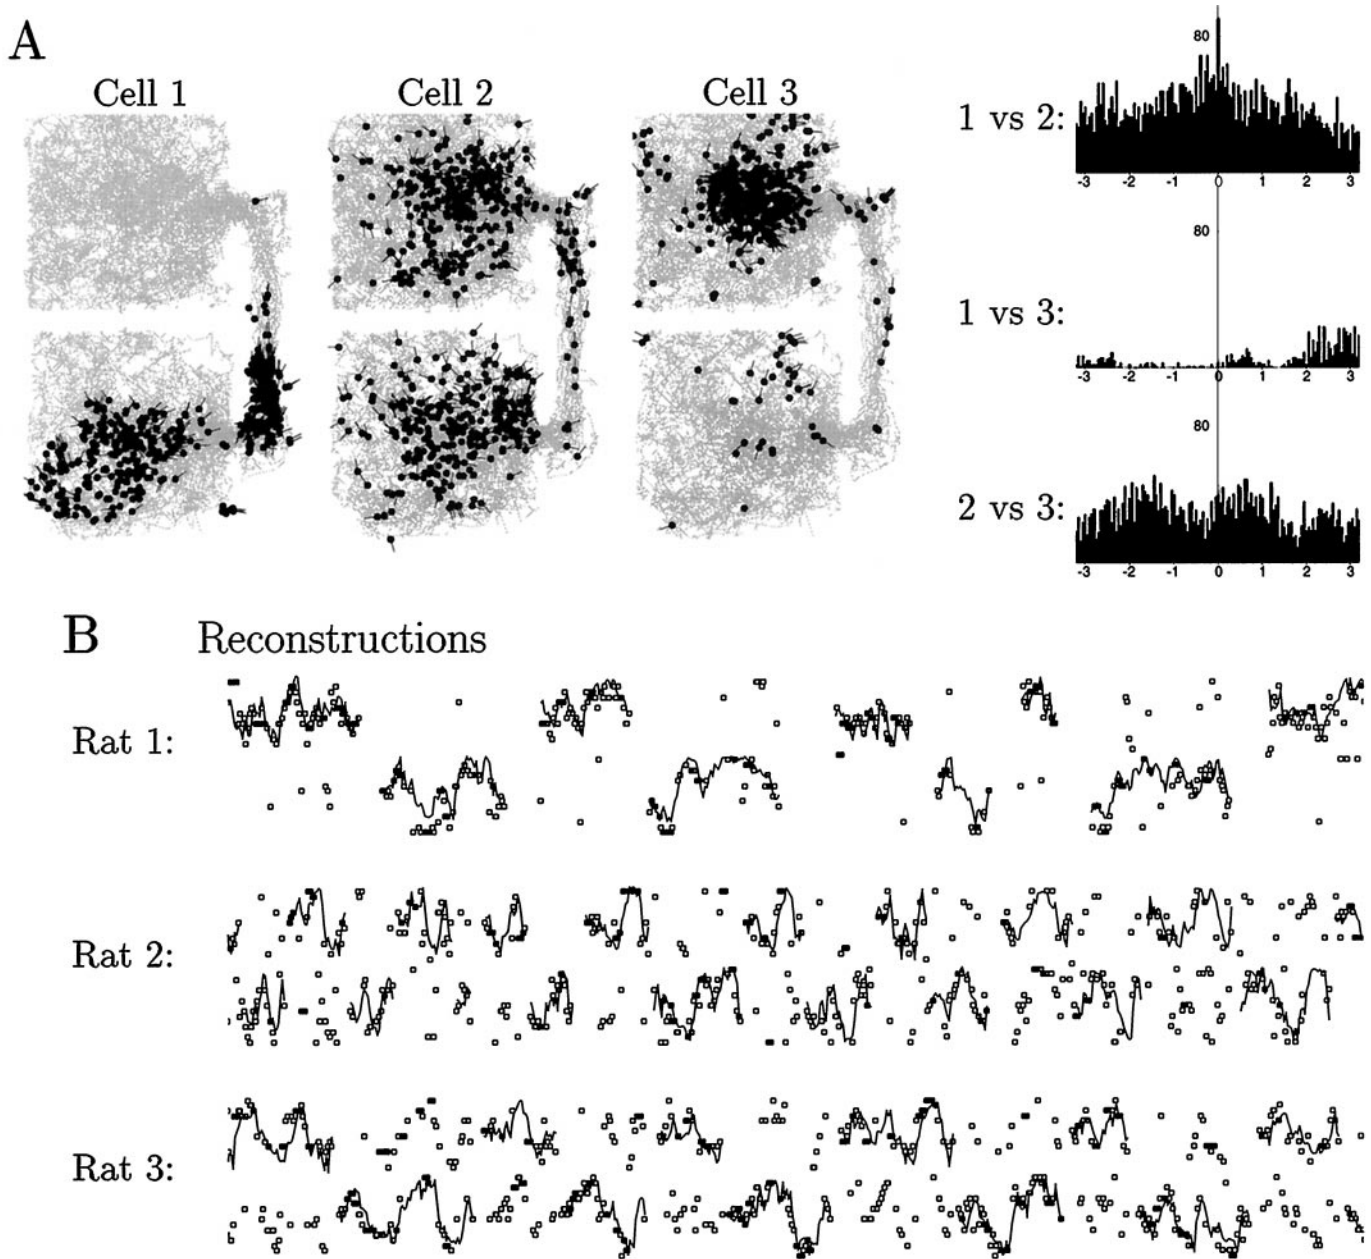 A
Cell 1
Cell 2
Cell 3
80
1 vs 2:
-3 -2 -1 0 1 2 3
80
1 vs 3:
-3 -2 -1 0 1 2 3
80
2 vs 3:
-3 -2 -1 0 1 2 3
B Reconstructions
Rat 1:
Rat 2:
Rat 3: